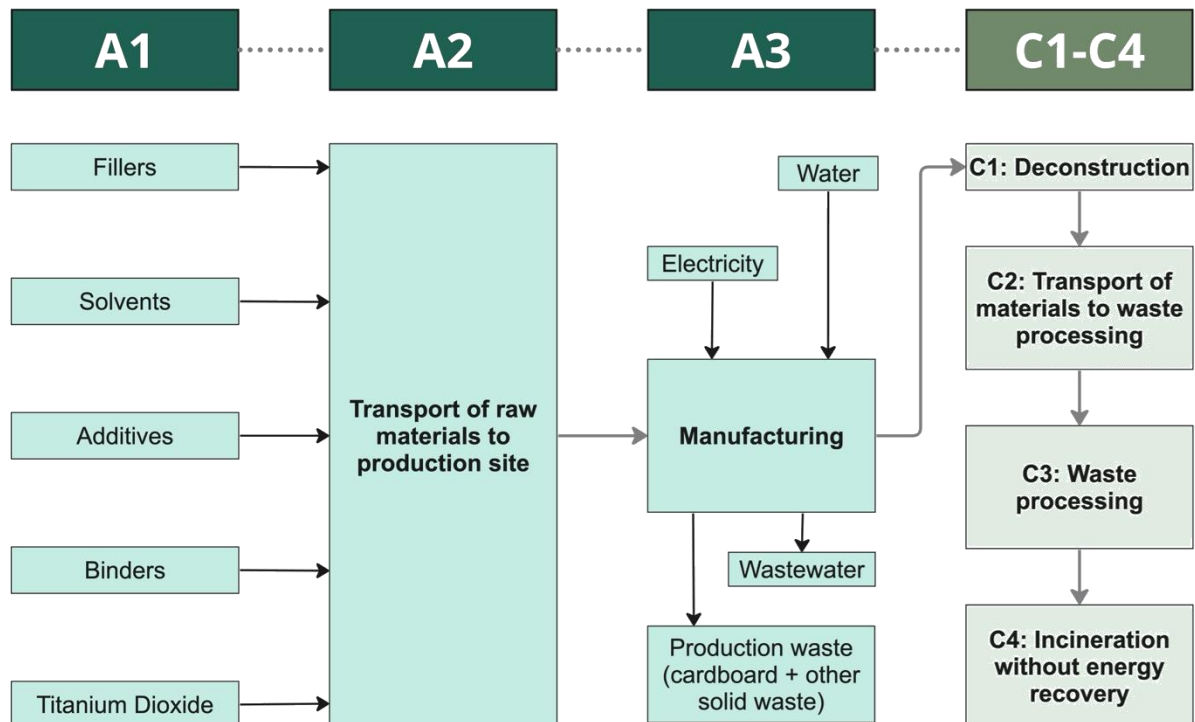 A1
A2
A3
C1-C4
Fillers
Solvents
Additives
Binders
Titanium Dioxide
Transport of raw
materials to
production site
Water
Electricity
Manufacturing
Wastewater
Production waste
(cardboard + other
solid waste)
C1: Deconstruction
C2: Transport of
materials to waste
processing
C3: Waste
processing
C4: Incineration
without energy
recovery